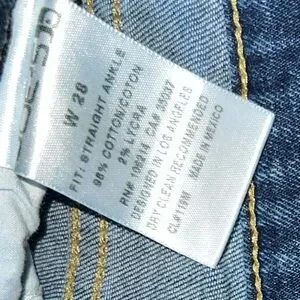 W 28
FIT: STRAIGHT ANKLE
98% COTTON/COTON
2% LYCRA
RN# 106214 CA# 35037
DESIGNED IN LOS ANGELES
DRY CLEAN RECOMMENDED
MADE IN MEXICO